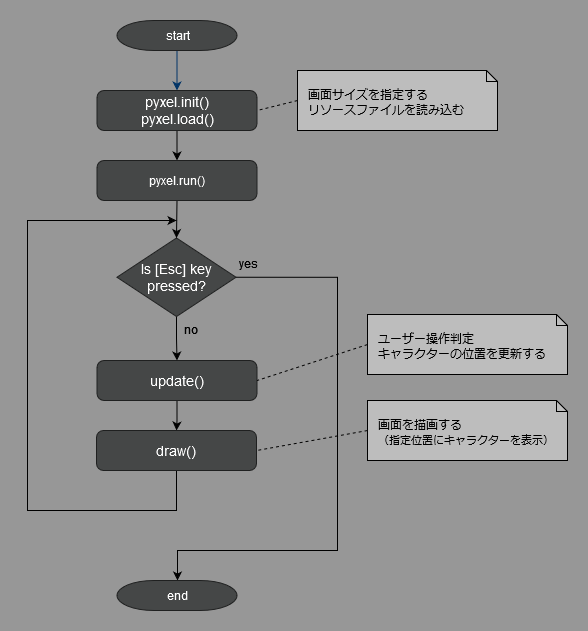 start
pyxel.init()
pyxel.load()
画面サイズを指定する
リソースファイルを読み込む
pyxel.run()
Is [Esc] key
pressed?
yes
no
update()
ユーザー操作判定
キャラクターの位置を更新する
draw()
画面を描画する
（指定位置にキャラクターを表示）
end